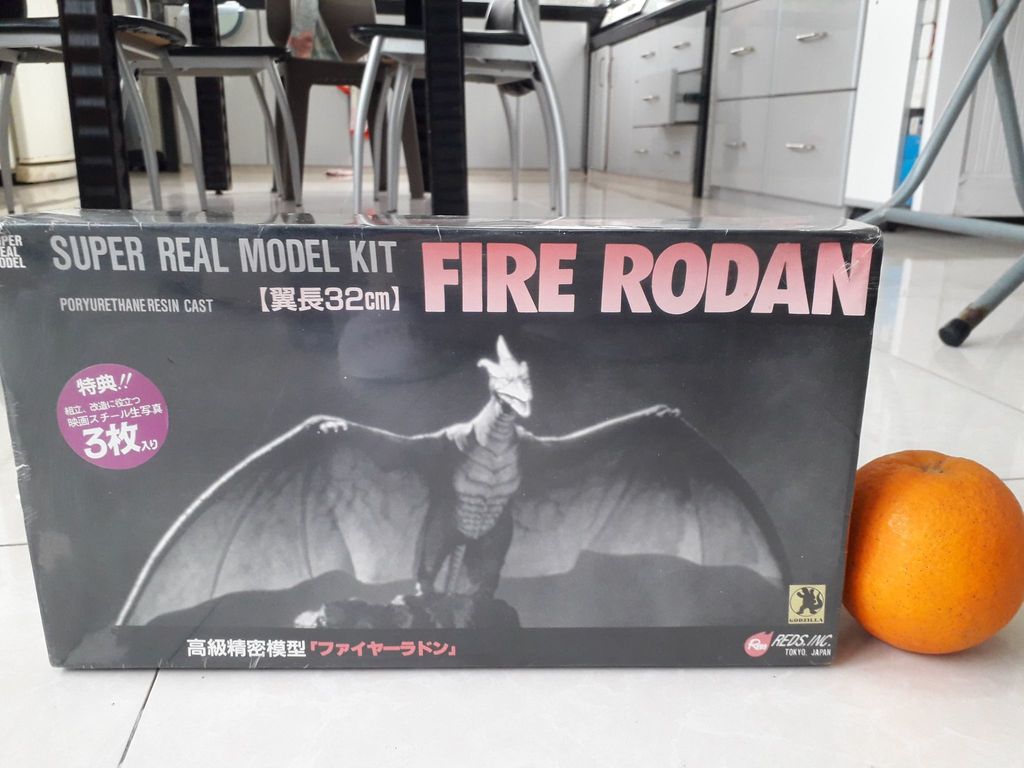 SUPER
REAL
MODEL
SUPER REAL MODEL KIT
FIRE RODAN
【翼長32cm】
PORYURETHANE RESIN CAST
特典!!
組立、改造に役立つ
映画スチール生写真
3枚入り
GODZILLA
高級精密模型「ファイヤーラドン」
Reds
REDS.INC.
TOKYO. JAPAN